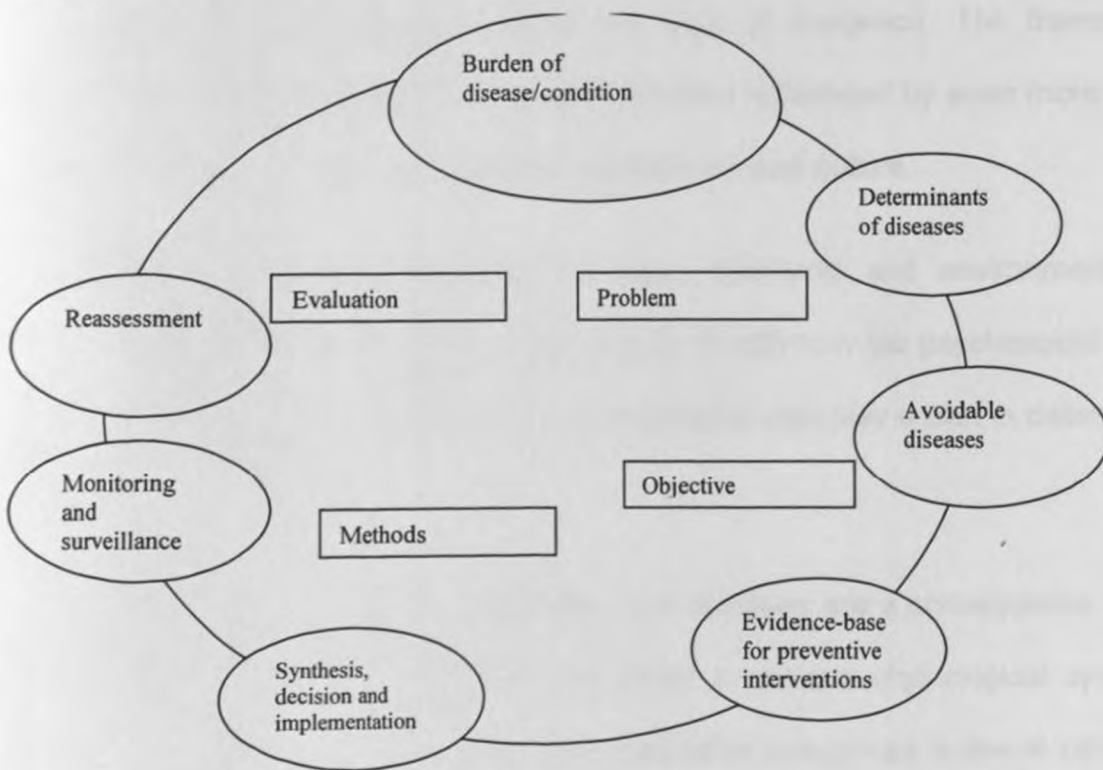 Burden of
disease/condition
Determinants
of diseases
Evaluation
Problem
Reassessment
Avoidable
diseases
Objective
Monitoring
and
surveillance
Methods
Evidence-base
for preventive
interventions
Synthesis,
decision and
implementation